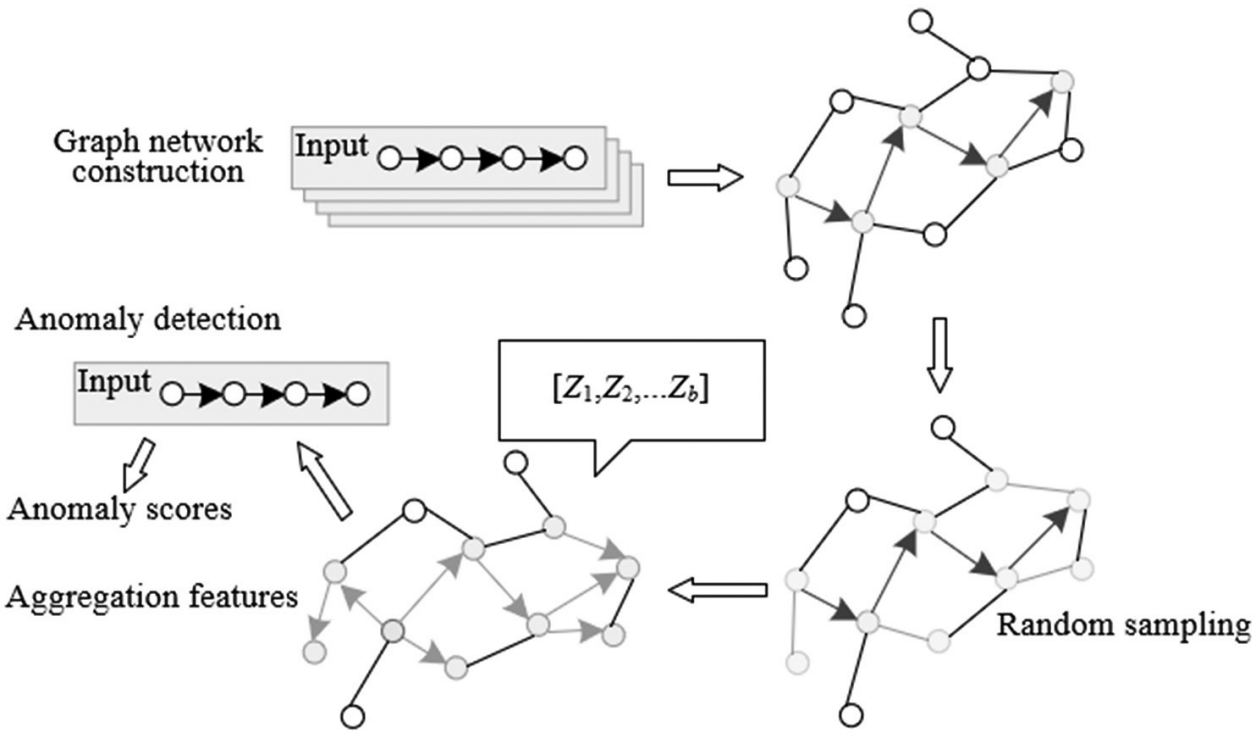 Graph network
construction
Input
Anomaly detection
Input
[Z1,Z2,...Zb]
Anomaly scores
Aggregation features
Random sampling